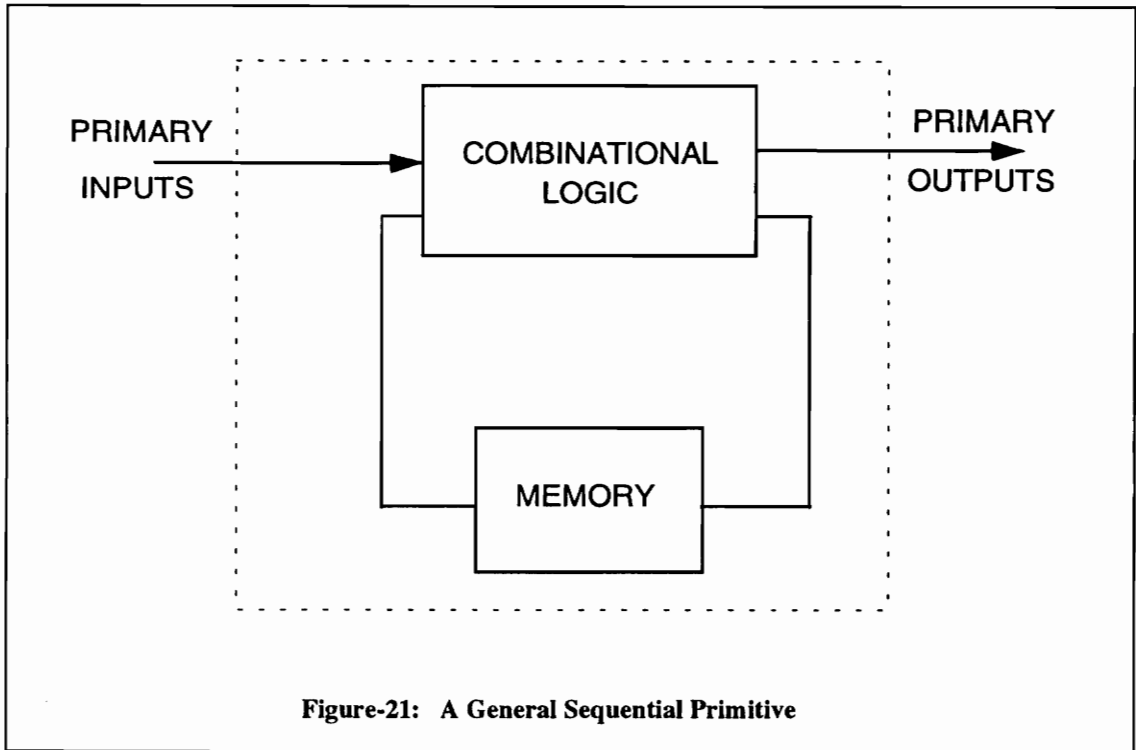 PRIMARY
INPUTS
COMBINATIONAL
LOGIC
PRIMARY
OUTPUTS
MEMORY
Figure-21: A General Sequential Primitive